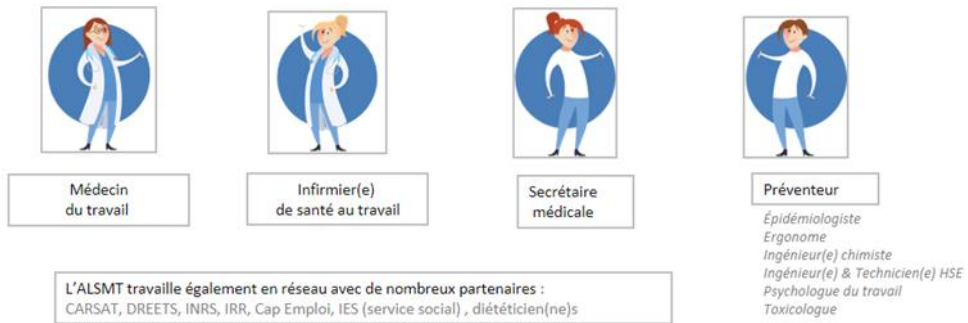 Médecin
du travail
Infirmier(e)
de santé au travail
Secrétaire
médicale
Préventeur
Épidémiologiste
Ergonome
Ingénieur(e) chimiste
Ingénieur(e) & Technicien(e) HSE
Psychologue du travail
Toxicologue
L'ALSMT travaille également en réseau avec de nombreux partenaires :
CARSAT, DREETS, INRS, IRR, Cap Emploi, IES (service social) , diététicien(ne)s